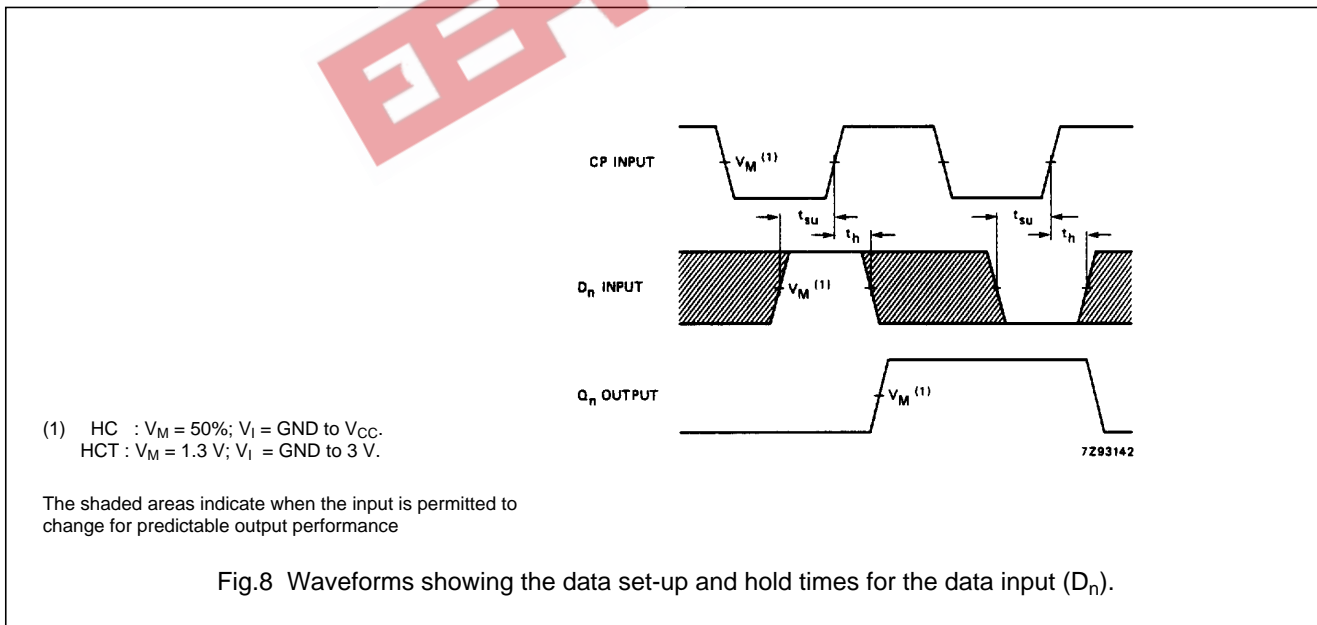 CP INPUT
V_M (1)
t_su
t_h
t_su
t_h
D_n INPUT
V_M (1)
Q_n OUTPUT
V_M (1)
7Z93142
(1) HC : V_M = 50%; V_I = GND to V_CC.
HCT : V_M = 1.3 V; V_I = GND to 3 V.
The shaded areas indicate when the input is permitted to
change for predictable output performance
Fig.8 Waveforms showing the data set-up and hold times for the data input (D_n).